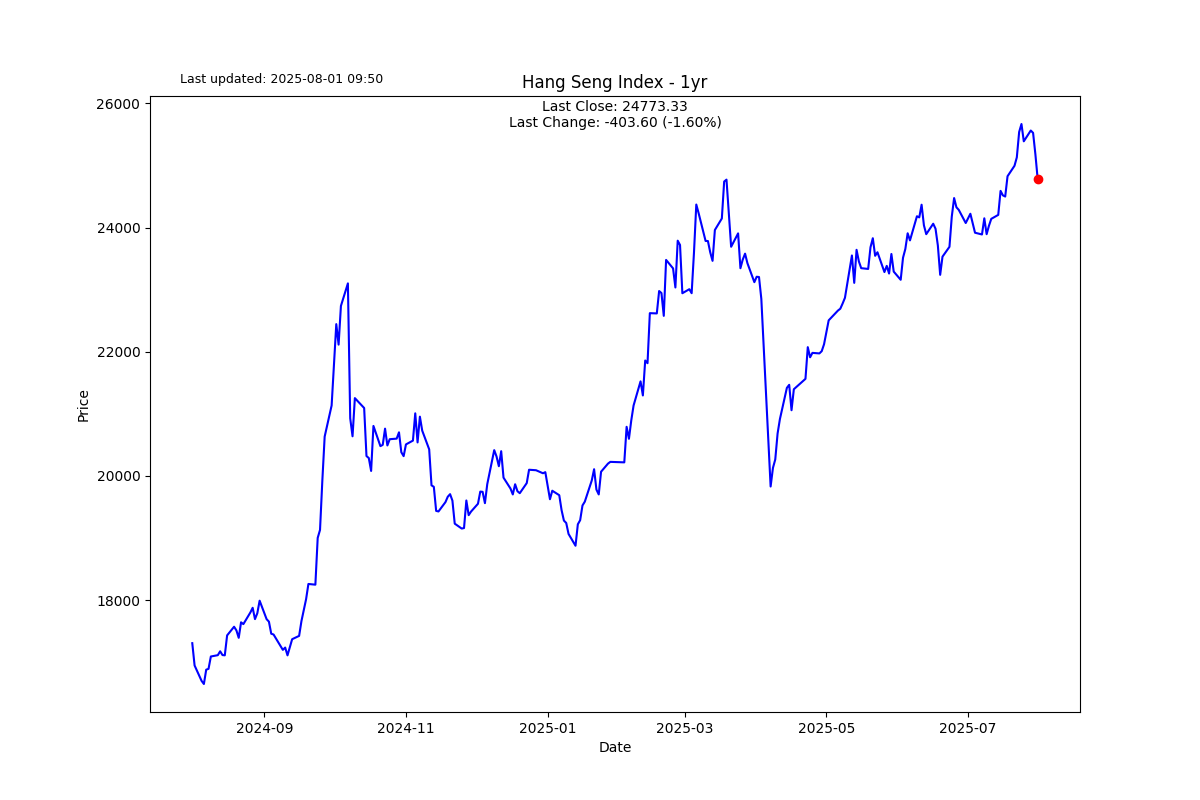 Last updated: 2025-08-01 09:50
Hang Seng Index - 1yr
Last Close: 24773.33
Last Change: -403.60 (-1.60%)
26000
24000
22000
20000
18000
Price
2024-09
2024-11
2025-01
2025-03
2025-05
2025-07
Date